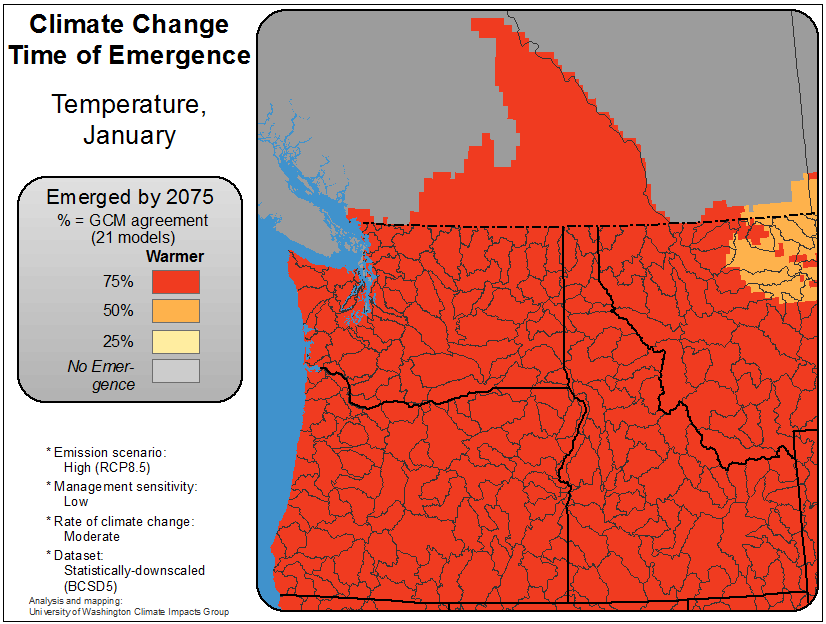 Climate Change
Time of Emergence
Temperature,
January
Emerged by 2075
% = GCM agreement
(21 models)
Warmer
75%
50%
25%
No Emer-
gence
* Emission scenario:
High (RCP8.5)
* Management sensitivity:
Low
* Rate of climate change:
Moderate
* Dataset:
Statistically-downscaled
(BCSD5)
Analysis and mapping:
University of Washington Climate Impacts Group